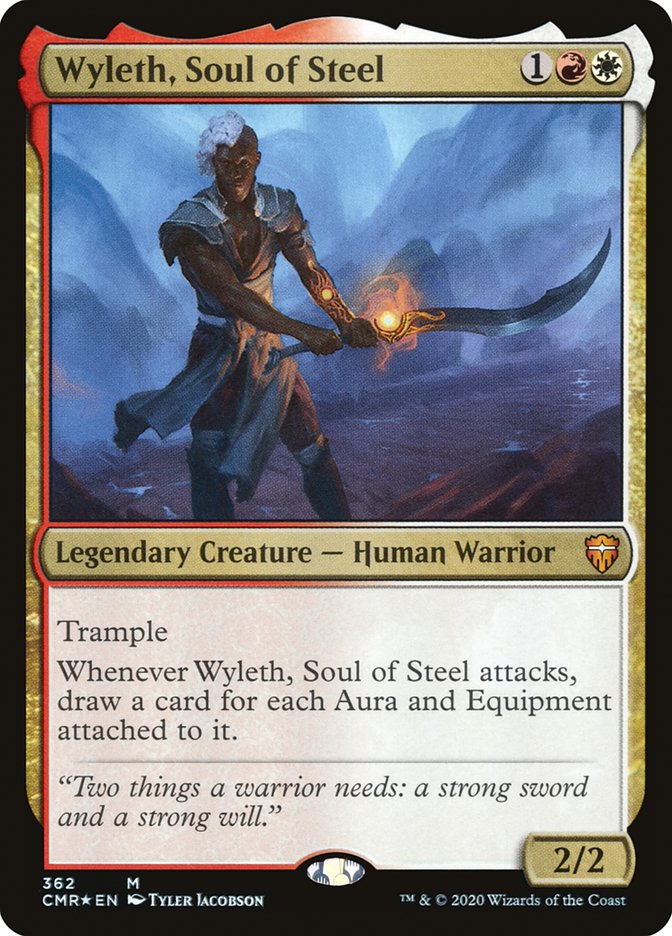 Wyleth, Soul of Steel 1
Legendary Creature — Human Warrior
Trample
Whenever Wyleth, Soul of Steel attacks,
draw a card for each Aura and Equipment
attached to it.
“Two things a warrior needs: a strong sword
and a strong will.”
2/2
362 M
CMR★EN Tyler Jacobson ™ & © 2020 Wizards of the Coast